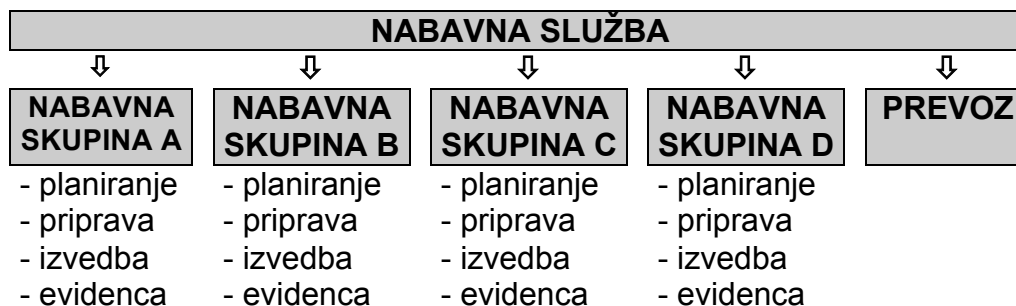 NABAVNA SLUŽBA
NABAVNA
SKUPINA A
- planiranje
- priprava
- izvedba
- evidenca
NABAVNA
SKUPINA B
- planiranje
- priprava
- izvedba
- evidenca
NABAVNA
SKUPINA C
- planiranje
- priprava
- izvedba
- evidenca
NABAVNA
SKUPINA D
- planiranje
- priprava
- izvedba
- evidenca
PREVOZ